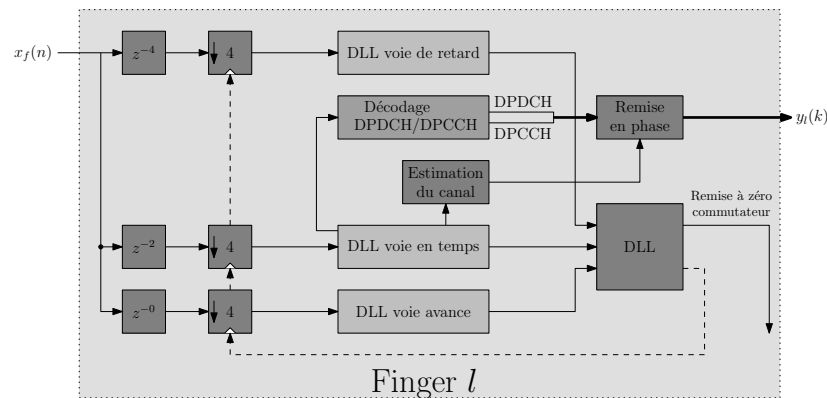 x_f(n)
z^{-4}
4
DLL voie de retard
Décodage
DPDCH/DPCCH
DPDCH
DPCCH
Remise
en phase
y_l(k)
Estimation
du canal
Remise à zéro
commutateur
z^{-2}
4
DLL voie en temps
DLL
z^{-0}
4
DLL voie avance
Finger l